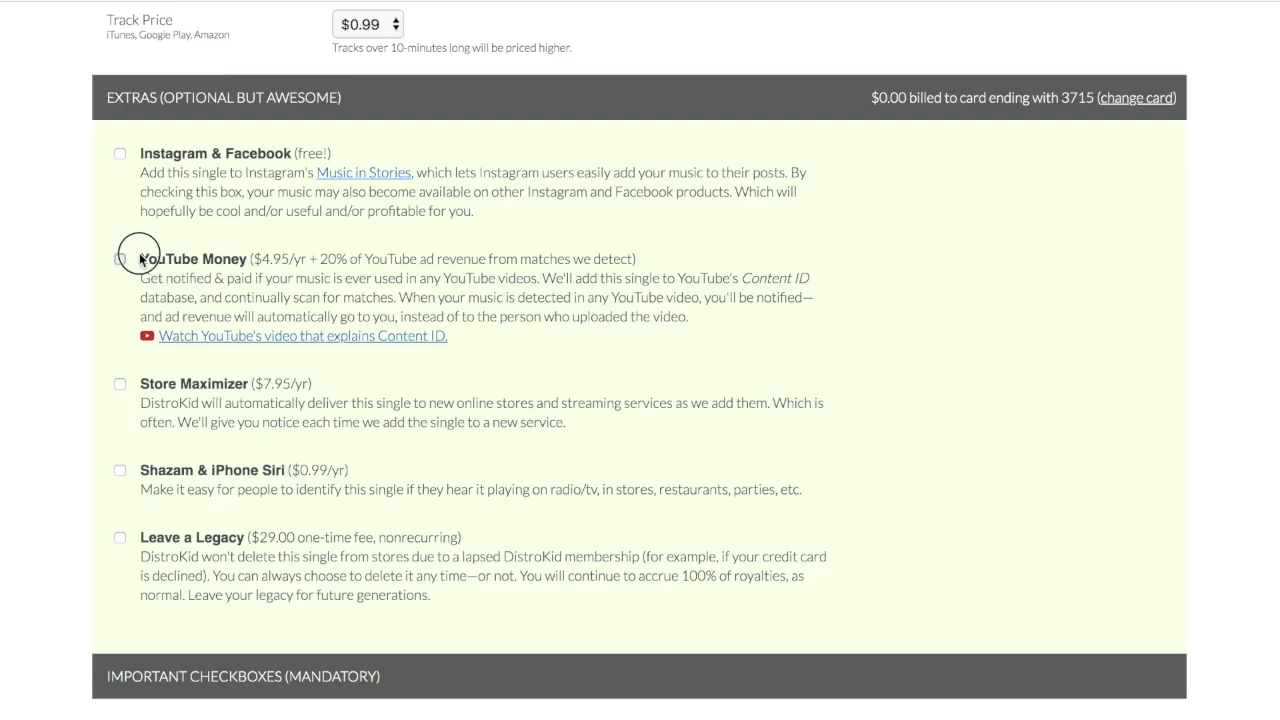 Track Price
iTunes, Google Play, Amazon
$0.99
Tracks over 10-minutes long will be priced higher.
EXTRAS (OPTIONAL BUT AWESOME)
$0.00 billed to card ending with 3715 (change card)
Instagram & Facebook (free!)
Add this single to Instagram's Music in Stories, which lets Instagram users easily add your music to their posts. By
checking this box, your music may also become available on other Instagram and Facebook products. Which will
hopefully be cool and/or useful and/or profitable for you.
YouTube Money ($4.95/yr + 20% of YouTube ad revenue from matches we detect)
Get notified & paid if your music is ever used in any YouTube videos. We'll add this single to YouTube's Content ID
database, and continually scan for matches. When your music is detected in any YouTube video, you'll be notified—
and ad revenue will automatically go to you, instead of to the person who uploaded the video.
Watch YouTube's video that explains Content ID.
Store Maximizer ($7.95/yr)
DistroKid will automatically deliver this single to new online stores and streaming services as we add them. Which is
often. We'll give you notice each time we add the single to a new service.
Shazam & iPhone Siri ($0.99/yr)
Make it easy for people to identify this single if they hear it playing on radio/tv, in stores, restaurants, parties, etc.
Leave a Legacy ($29.00 one-time fee, nonrecurring)
DistroKid won't delete this single from stores due to a lapsed DistroKid membership (for example, if your credit card
is declined). You can always choose to delete it any time—or not. You will continue to accrue 100% of royalties, as
normal. Leave your legacy for future generations.
IMPORTANT CHECKBOXES (MANDATORY)